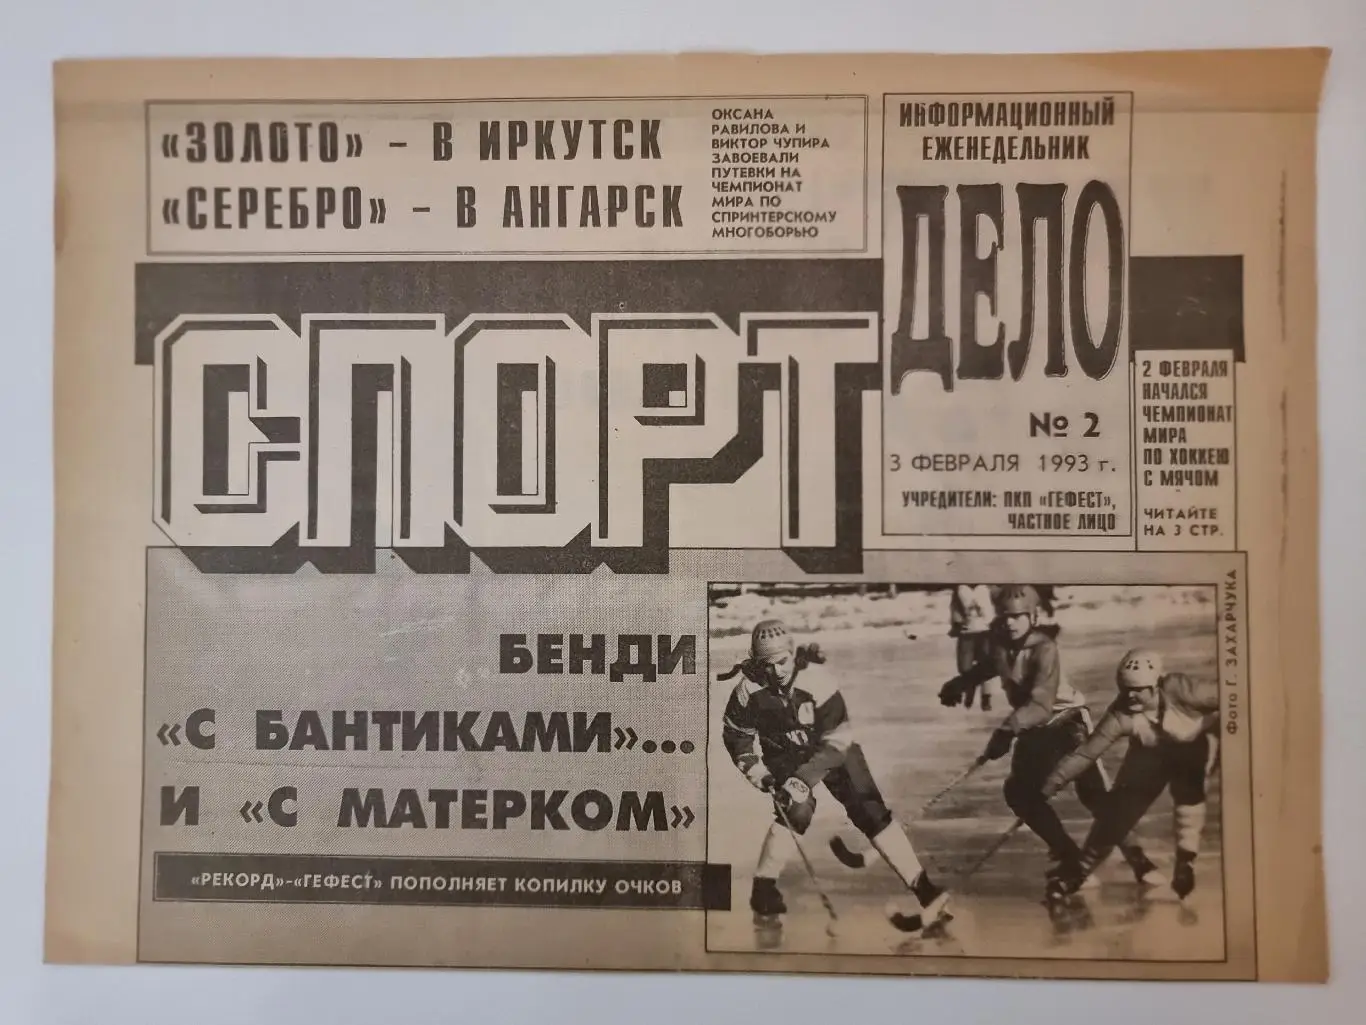 «ЗОЛОТО» - В ИРКУТСК
«СЕРЕБРО» - В АНГАРСК
ОКСАНА
РАВИЛОВА И
ВИКТОР ЧУПИРА
ЗАВОЕВАЛИ
ПУТЕВКИ НА
ЧЕМПИОНАТ
МИРА ПО
СПРИНТЕРСКОМУ
МНОГОБОРЬЮ
ИНФОРМАЦИОННЫЙ
ЕЖЕНЕДЕЛЬНИК
ДЕЛО
СПОРТ
№ 2
3 ФЕВРАЛЯ 1993 г.
УЧРЕДИТЕЛИ: ПКП «ГЕФЕСТ»,
ЧАСТНОЕ ЛИЦО
2 ФЕВРАЛЯ
НАЧАЛСЯ
ЧЕМПИОНАТ
МИРА
ПО ХОККЕЮ
С МЯЧОМ
ЧИТАЙТЕ
НА 3 СТР.
БЕНДИ
«С БАНТИКАМИ»...
И «С МАТЕРКОМ»
«РЕКОРД»-«ГЕФЕСТ» ПОПОЛНЯЕТ КОПИЛКУ ОЧКОВ
Фото Г. ЗАХАРЧУКА